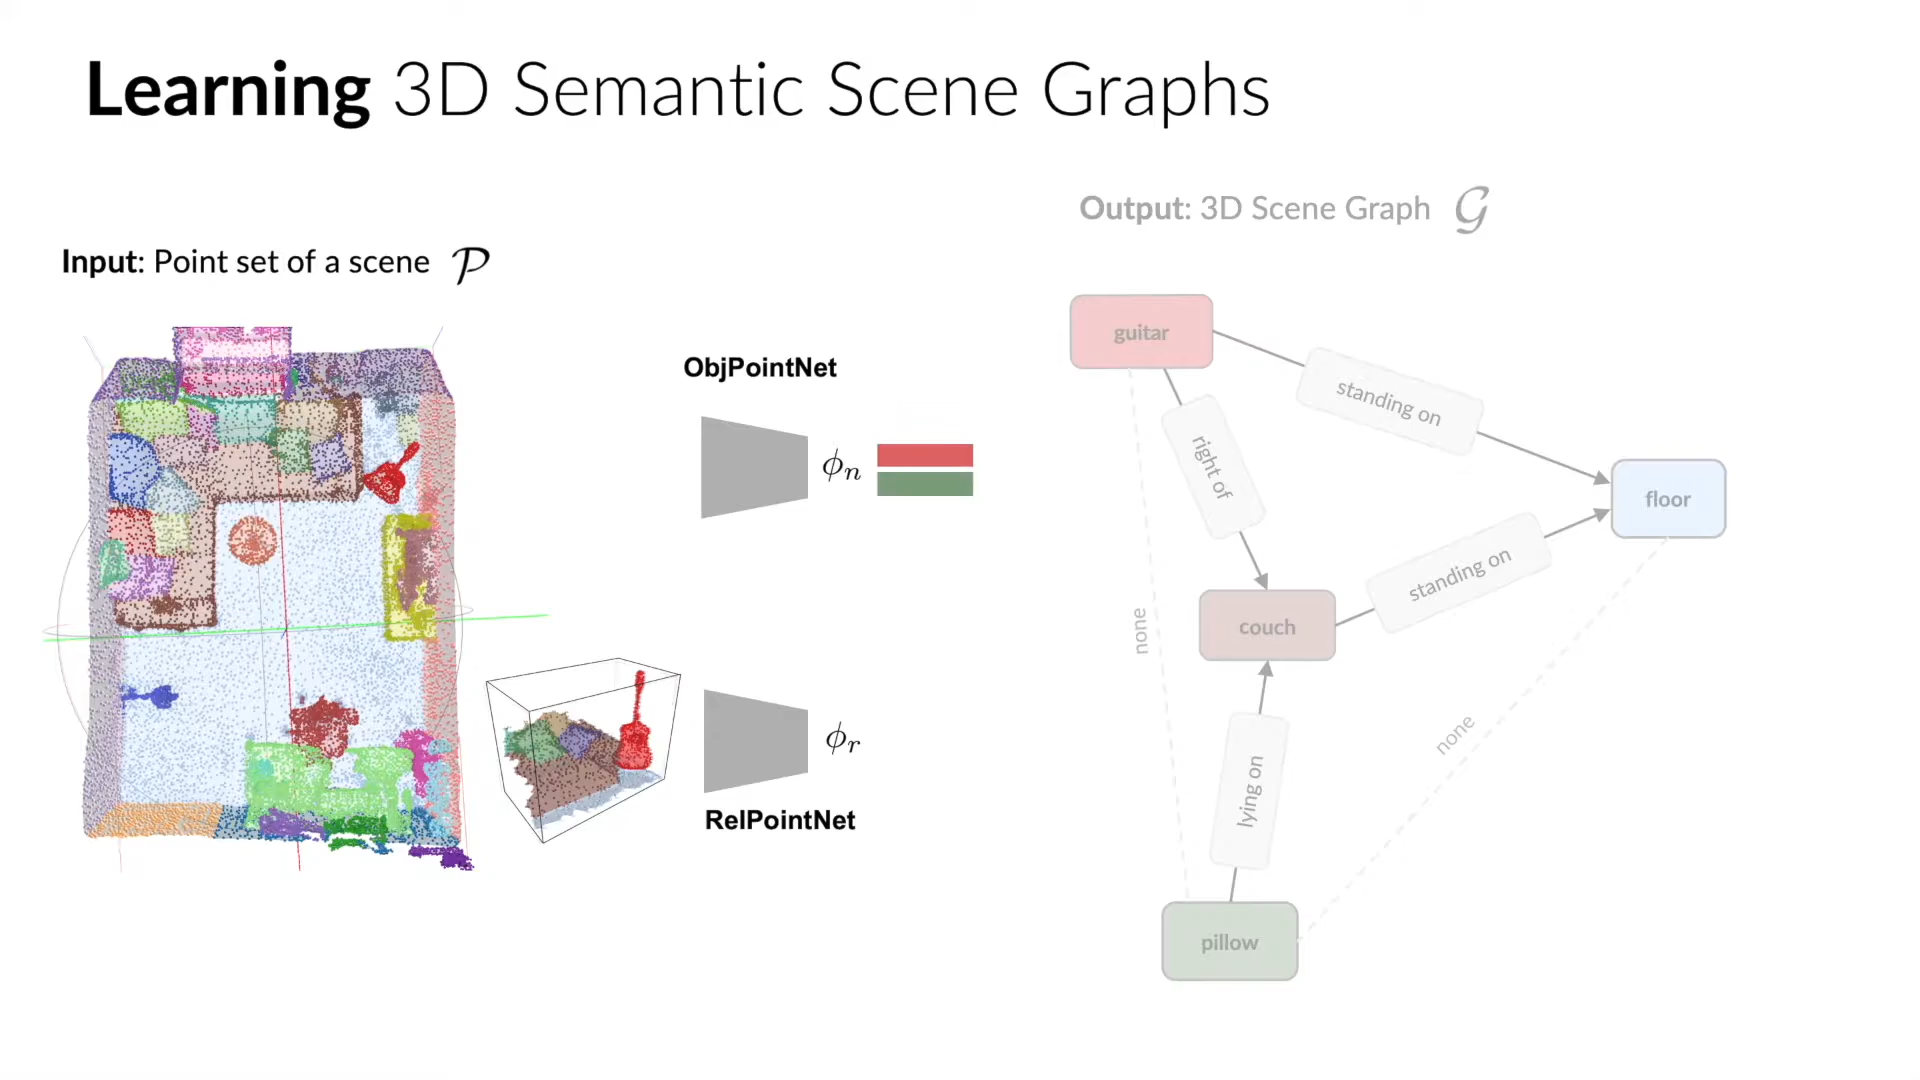 Learning 3D Semantic Scene Graphs
Output: 3D Scene Graph 𝒢
Input: Point set of a scene 𝒫
ObjPointNet
ϕn
RelPointNet
ϕr
guitar
standing on
right of
floor
standing on
couch
none
none
lying on
pillow